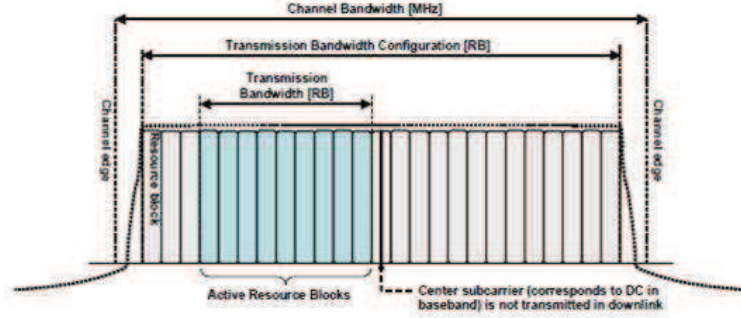 Channel Bandwidth [MHz]
Transmission Bandwidth Configuration [RB]
Transmission
Bandwidth [RB]
Channel edge
Resource block
Channel edge
Active Resource Blocks
Center subcarrier (corresponds to DC in
baseband) is not transmitted in downlink